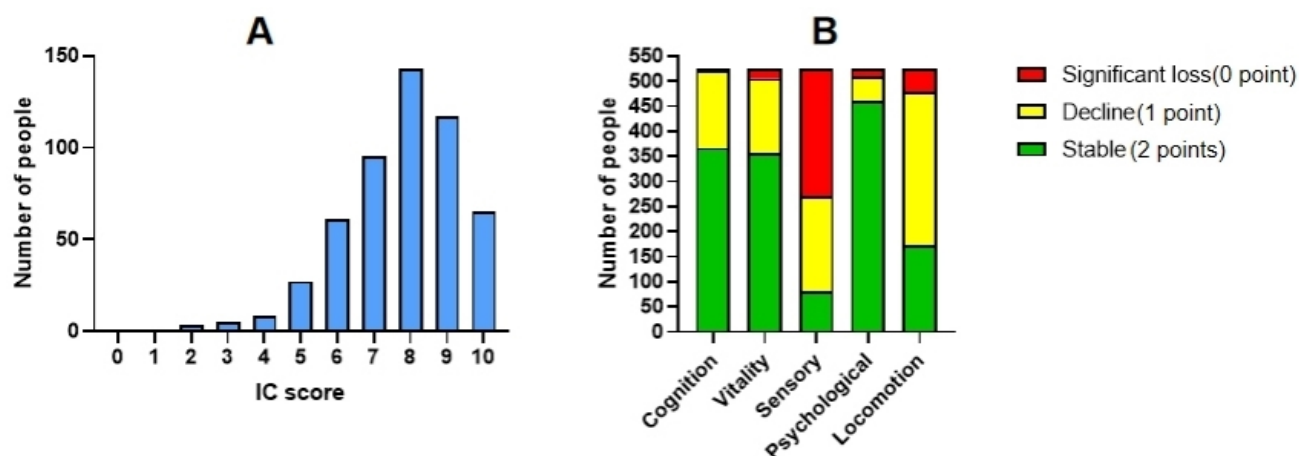 A
150
100
50
0
Number of people
0 1 2 3 4 5 6 7 8 9 10
IC score
B
550
500
450
400
350
300
250
200
150
100
50
0
Number of people
Cognition
Vitality
Sensory
Psychological
Locomotion
Significant loss(0 point)
Decline(1 point)
Stable(2 points)